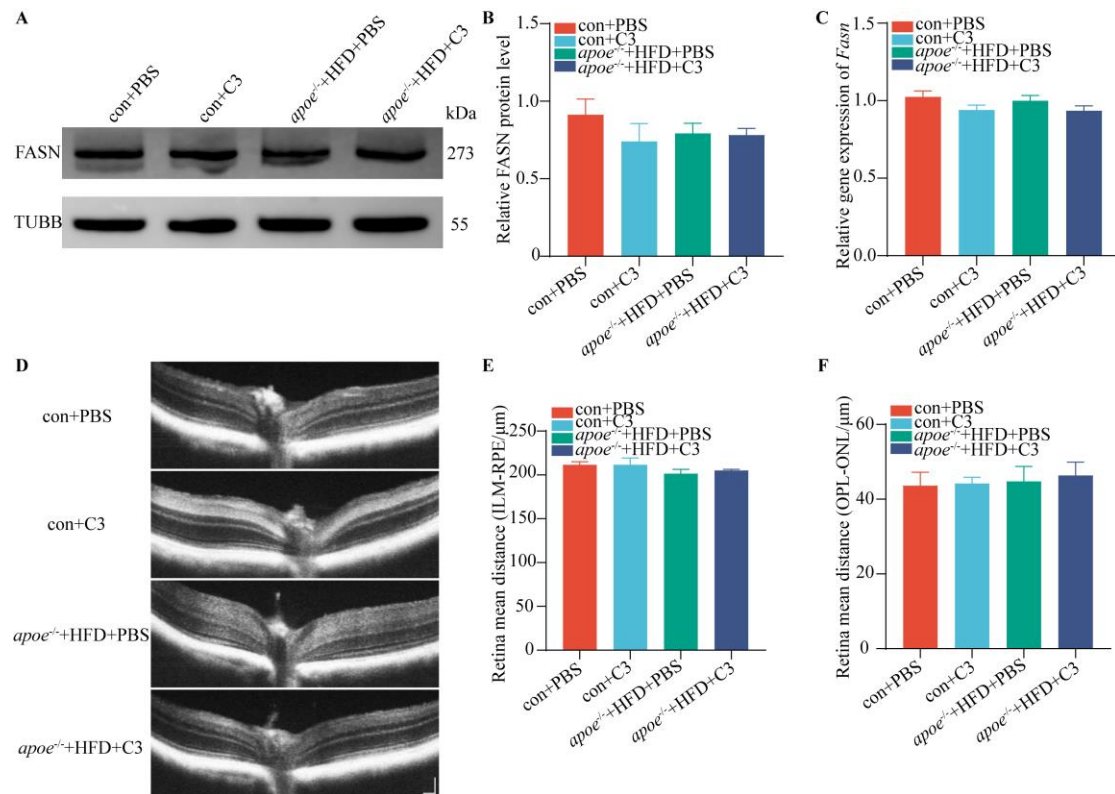 A
con+PBS
con+C3
apoe-/-+HFD+PBS
apoe-/-+HFD+C3
kDa
FASN
273
TUBB
55
B
con+PBS
con+C3
apoe-/-+HFD+PBS
apoe-/-+HFD+C3
Relative FASN protein level
1.5
1.0
0.5
0
con+PBS
con+C3
apoe-/-+HFD+PBS
apoe-/-+HFD+C3
C
con+PBS
con+C3
apoe-/-+HFD+PBS
apoe-/-+HFD+C3
Relative gene expression of Fasn
1.5
1.0
0.5
0.0
con+PBS
con+C3
apoe-/-+HFD+PBS
apoe-/-+HFD+C3
D
con+PBS
con+C3
apoe-/-+HFD+PBS
apoe-/-+HFD+C3
E
con+PBS
con+C3
apoe-/-+HFD+PBS
apoe-/-+HFD+C3
Retina mean distance (ILM-RPE/μm)
250
200
150
100
50
0
con+PBS
con+C3
apoe-/-+HFD+PBS
apoe-/-+HFD+C3
F
con+PBS
con+C3
apoe-/-+HFD+PBS
apoe-/-+HFD+C3
Retina mean distance (OPL-ONL/μm)
60
40
20
0
con+PBS
con+C3
apoe-/-+HFD+PBS
apoe-/-+HFD+C3